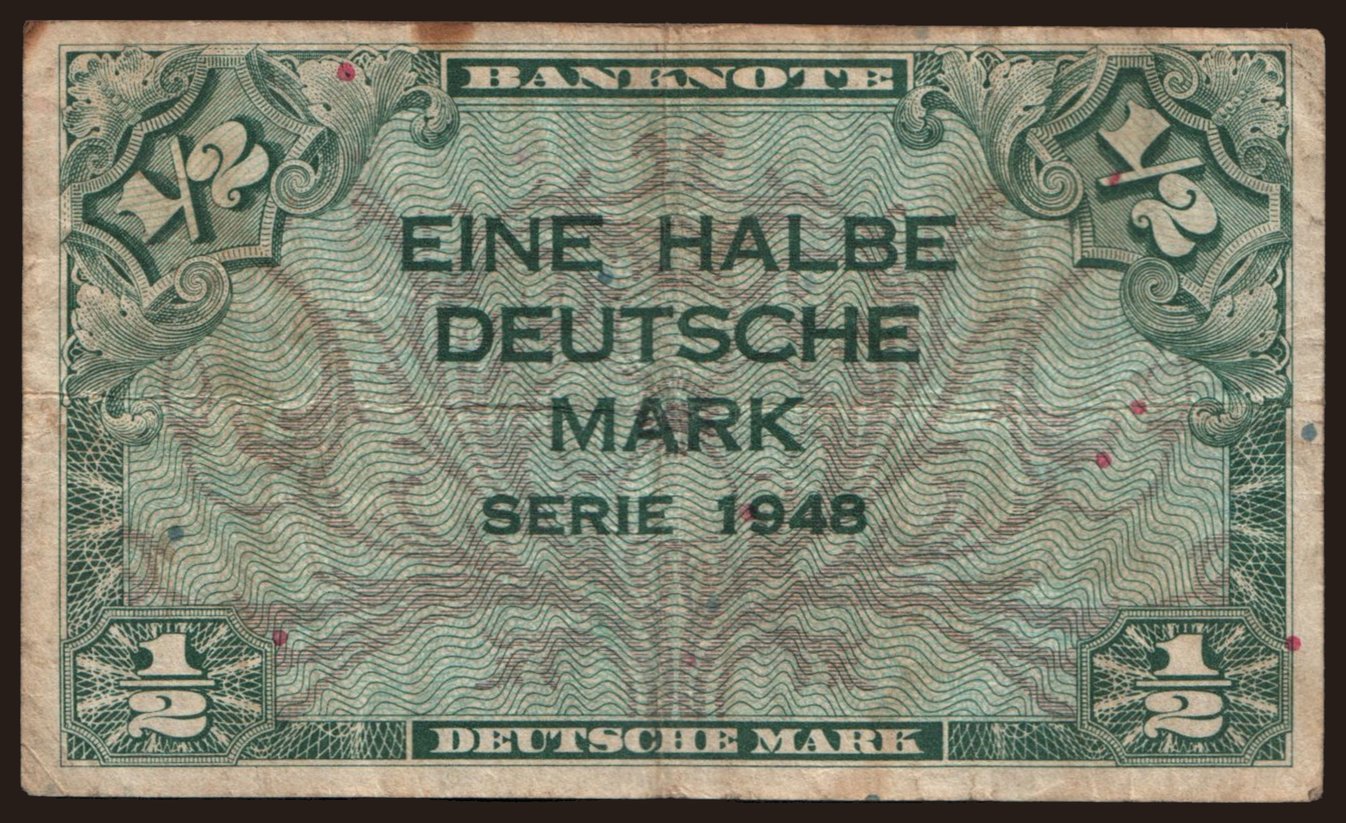 BANKNOTE
1/2
1/2
EINE HALBE
DEUTSCHE
MARK
SERIE 1948
1/2
1/2
DEUTSCHE MARK